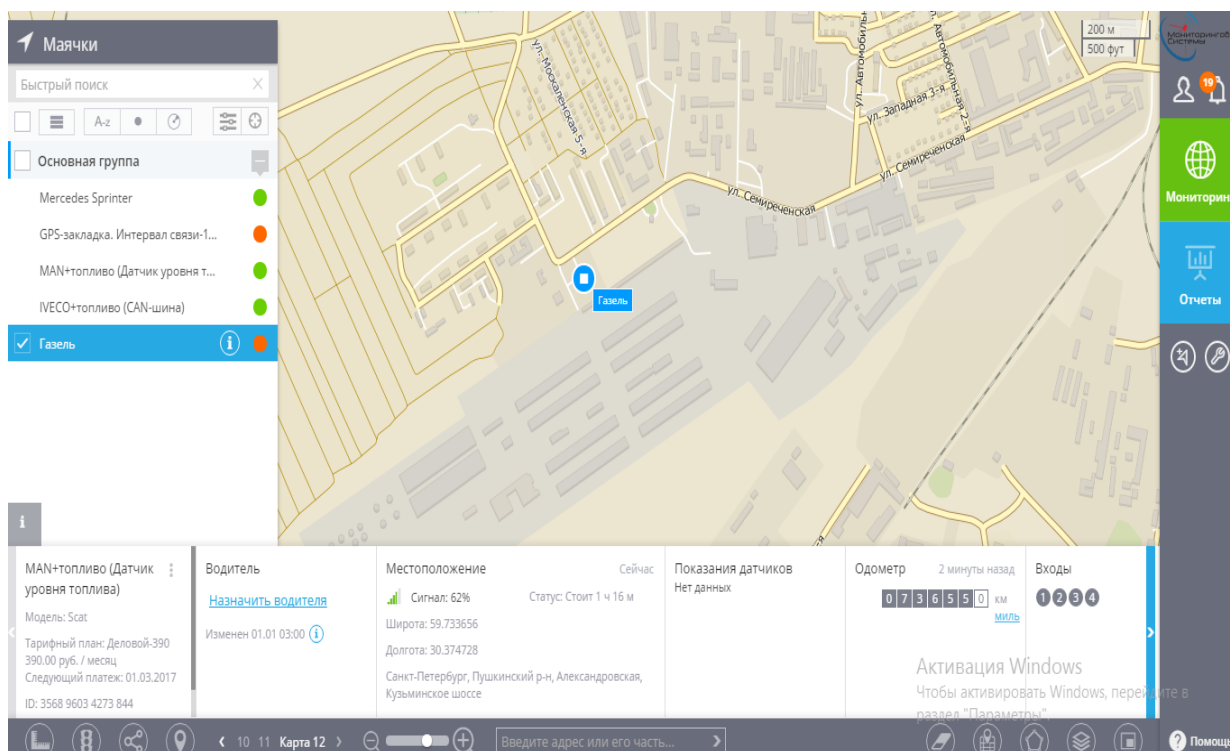 Маячки
Быстрый поиск
A-z
Основная группа
Mercedes Sprinter
GPS-закладка. Интервал связи-1...
MAN+топливо (Датчик уровня т...
IVECO+топливо (CAN-шина)
Газель
ул. Москаленская 5-я
ул. Автомобильн
ул. Автомобильная 2-я
ул. Западная 3-я
ул. Семиреченская
ул. Семиреченская
Газель
200 м
500 фут
Мониторингов
Системы
19
Мониторин
Отчеты
MAN+топливо (Датчик
уровня топлива)
Модель: Scat
Тарифный план: Деловой-390
390.00 руб. / месяц
Следующий платеж: 01.03.2017
ID: 3568 9603 4273 844
Водитель
Назначить водителя
Изменен 01.01 03:00
Местоположение Сейчас
Сигнал: 62% Статус: Стоит 1 ч 16 м
Широта: 59.733656
Долгота: 30.374728
Санкт-Петербург, Пушкинский р-н, Александровская,
Кузьминское шоссе
Показания датчиков
Нет данных
Одометр 2 минуты назад
0 7 3 6 5 5 0 км
миль
Входы
1 2 3 4
Активация Windows
Чтобы активировать Windows, перейдите в
раздел "Параметры".
10 11 Карта 12
Введите адрес или его часть...
? Помощь